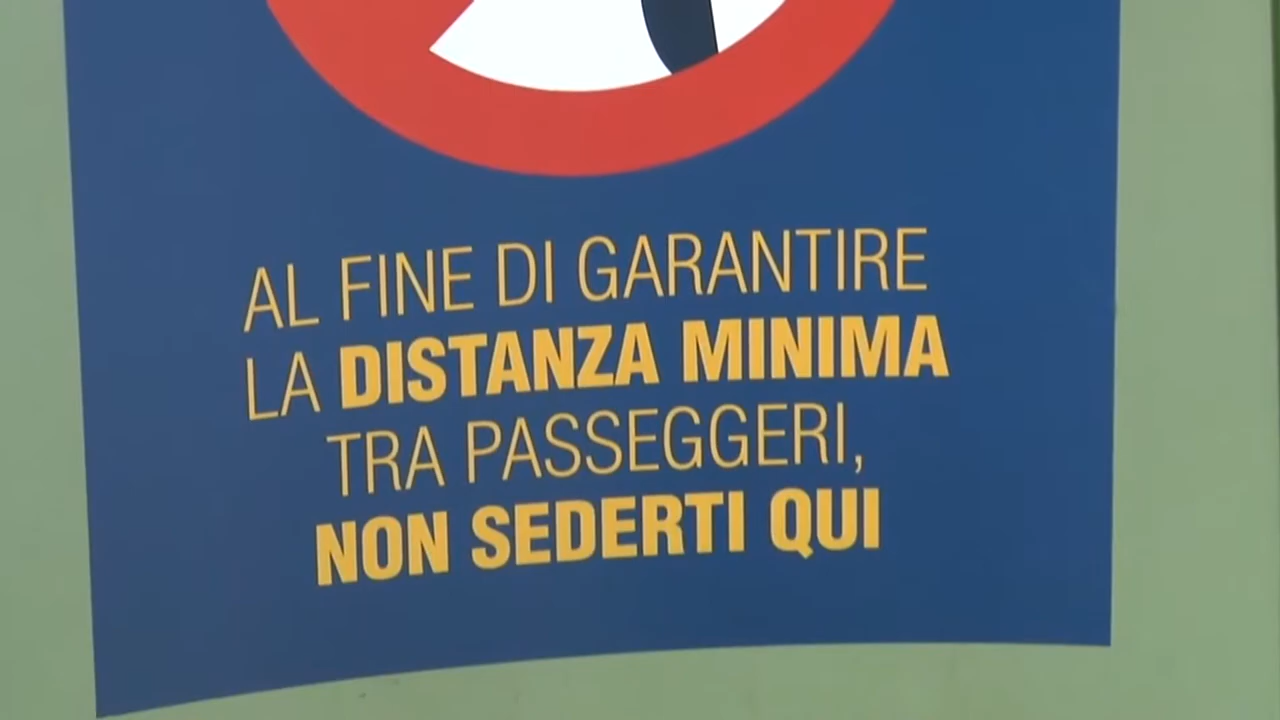 AL FINE DI GARANTIRE
LA DISTANZA MINIMA
TRA PASSEGGERI,
NON SEDERTI QUI